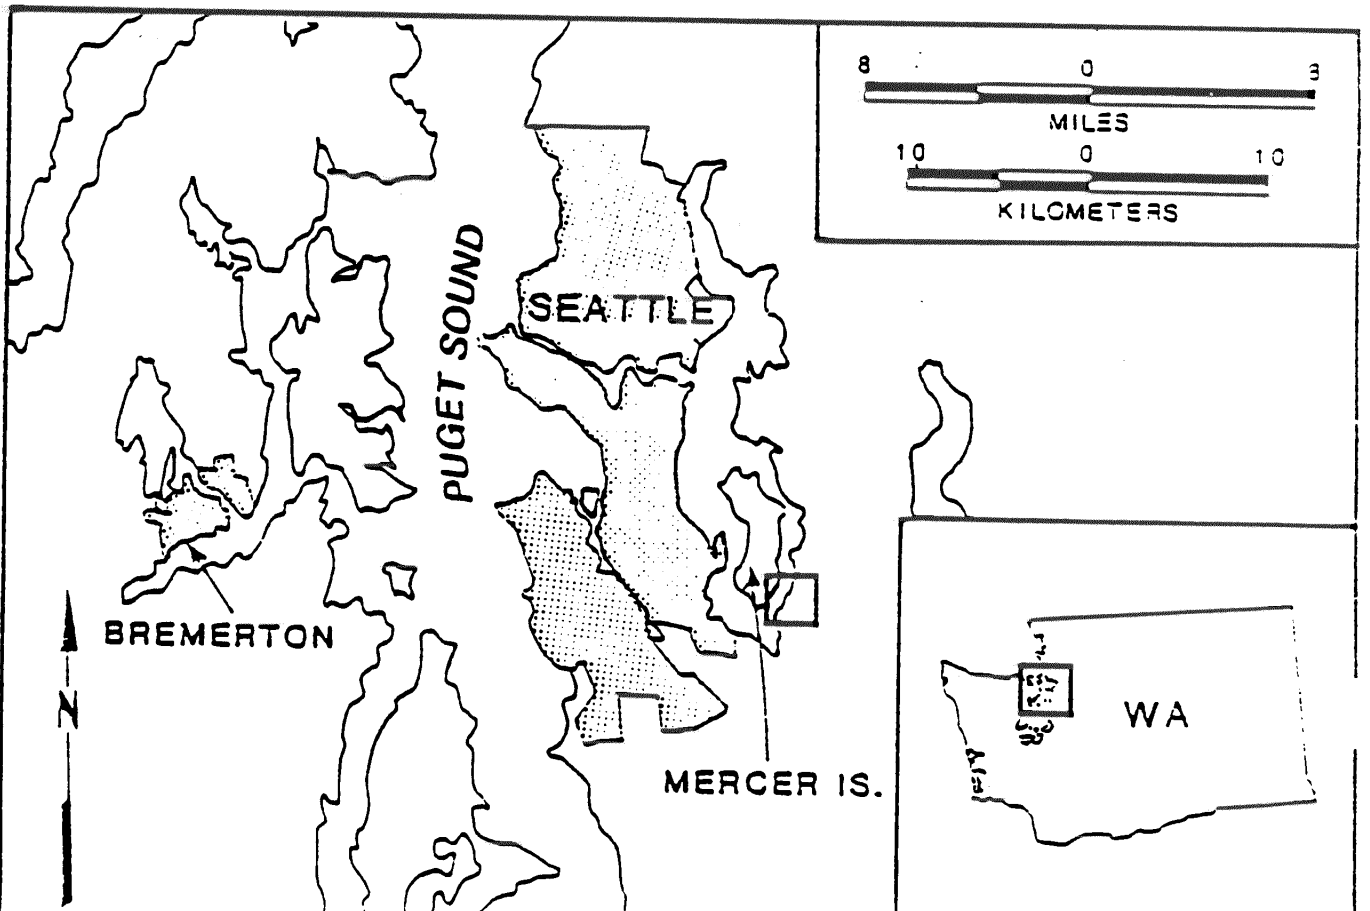 8 0 8
MILES
10 0 10
KILOMETERS
SEATTLE
PUGET SOUND
BREMERTON
N
WA
MERCER IS.